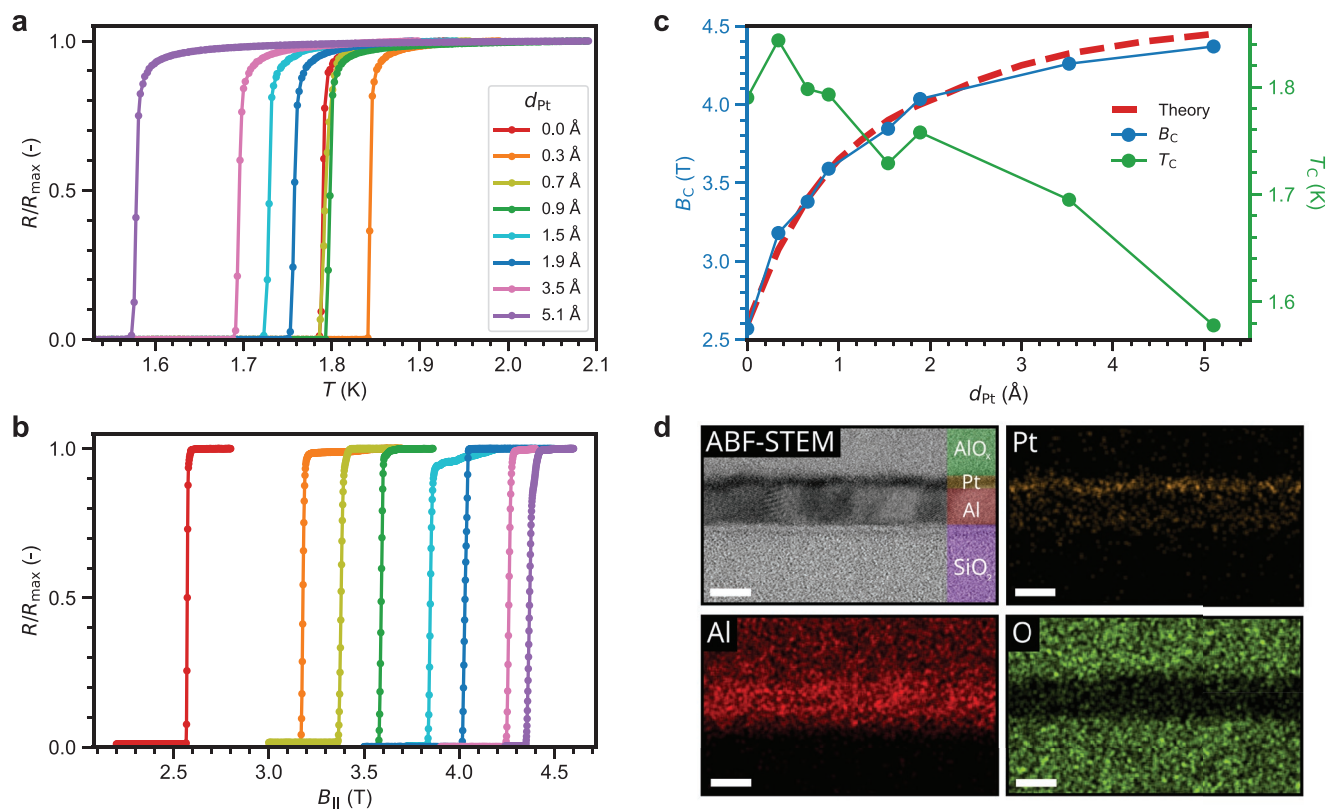 a
R/Rmax (-)
1.0
0.5
0.0
dPt
0.0 Å
0.3 Å
0.7 Å
0.9 Å
1.5 Å
1.9 Å
3.5 Å
5.1 Å
1.6 1.7 1.8 1.9 2.0 2.1
T (K)
b
R/Rmax (-)
1.0
0.5
0.0
2.5 3.0 3.5 4.0 4.5
B|| (T)
c
BC (T)
4.5
4.0
3.5
3.0
2.5
Theory
BC
TC
1.8
1.7
1.6
TC (K)
0 1 2 3 4 5
dPt (Å)
d
ABF-STEM
AlOx
Pt
Al
SiO2
Pt
Al
O